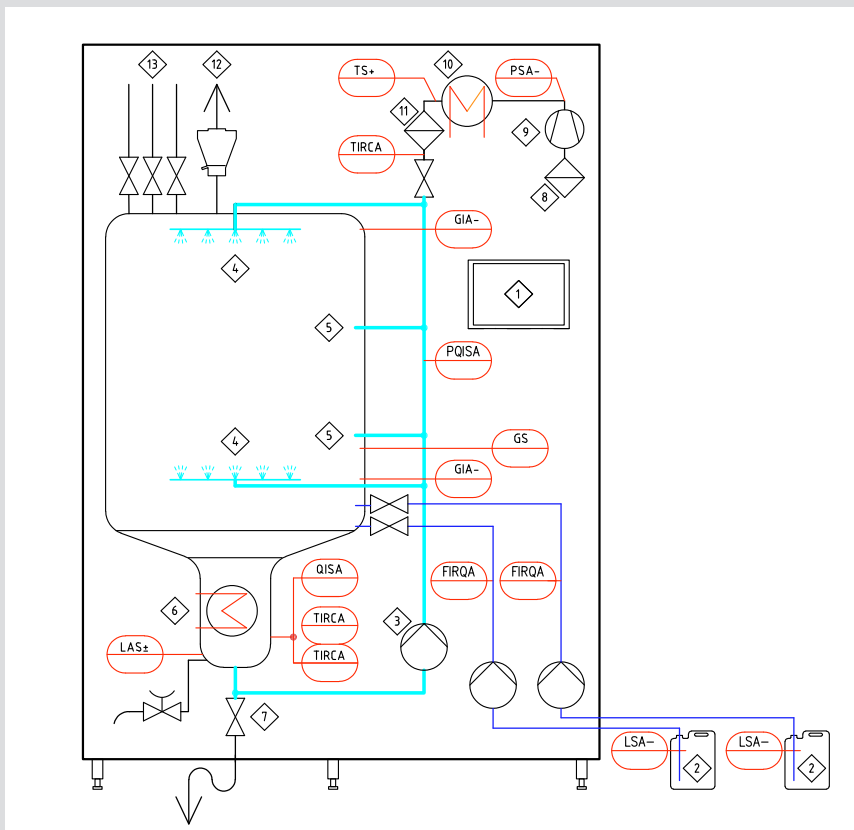 13
12
TS+
10
PSA-
11
9
TIRCA
8
GIA-
4
1
5
PQISA
5
4
GS
GIA-
QISA
FIRQA
FIRQA
6
TIRCA
3
LAS±
TIRCA
7
LSA-
2
LSA-
2